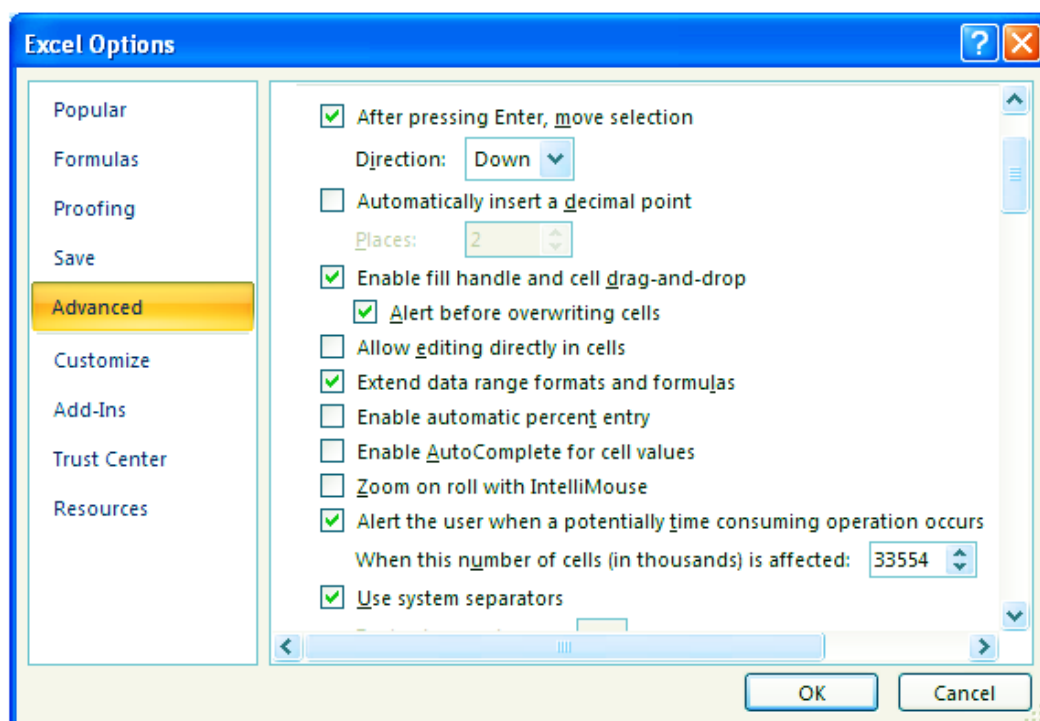 Excel Options
Popular
Formulas
Proofing
Save
Advanced
Customize
Add-Ins
Trust Center
Resources
After pressing Enter, move selection
Direction: Down
Automatically insert a decimal point
Places: 2
Enable fill handle and cell drag-and-drop
Alert before overwriting cells
Allow editing directly in cells
Extend data range formats and formulas
Enable automatic percent entry
Enable AutoComplete for cell values
Zoom on roll with IntelliMouse
Alert the user when a potentially time consuming operation occurs
When this number of cells (in thousands) is affected: 33554
Use system separators
OK Cancel